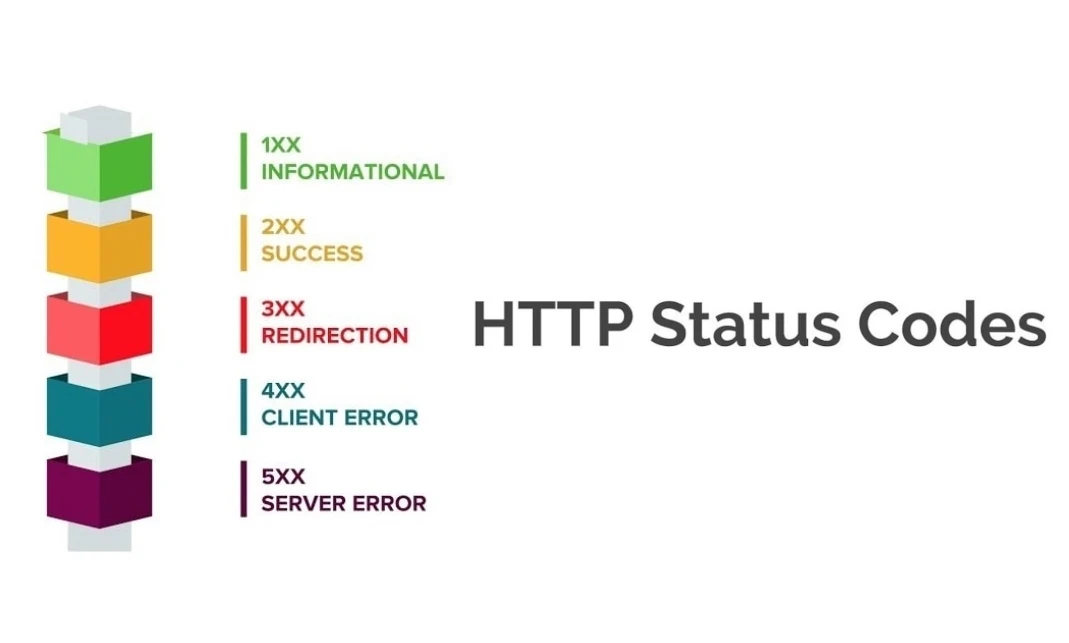 1XX
INFORMATIONAL
2XX
SUCCESS
3XX
REDIRECTION
4XX
CLIENT ERROR
5XX
SERVER ERROR
HTTP Status Codes